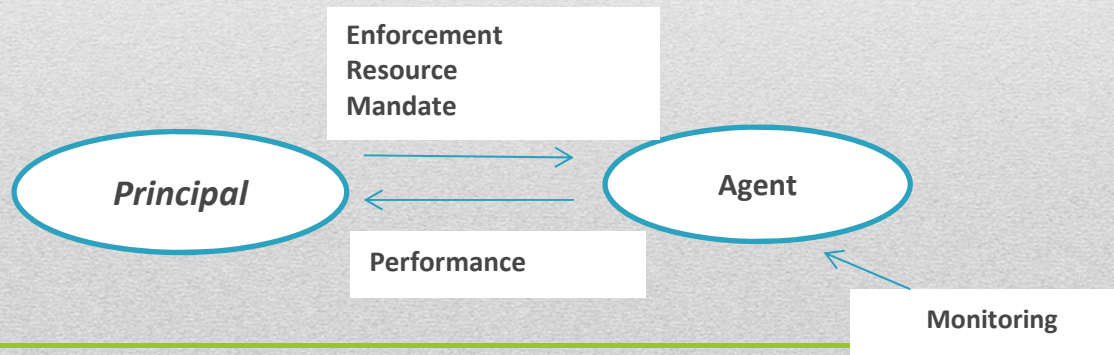 Enforcement
Resource
Mandate
Principal
Agent
Performance
Monitoring